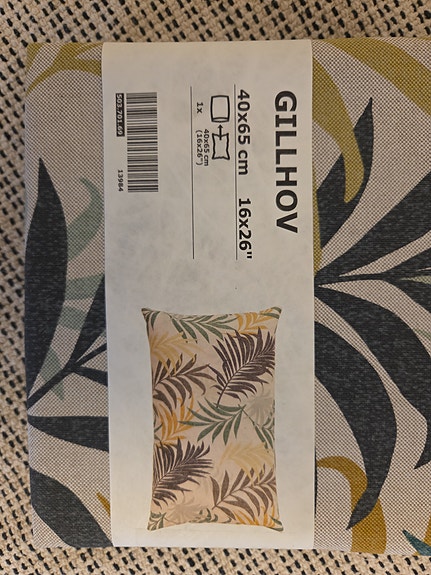 GILLHOV
40x65 cm 16x26"
1x
40x65 cm
(16x26")
503.701.69
13984